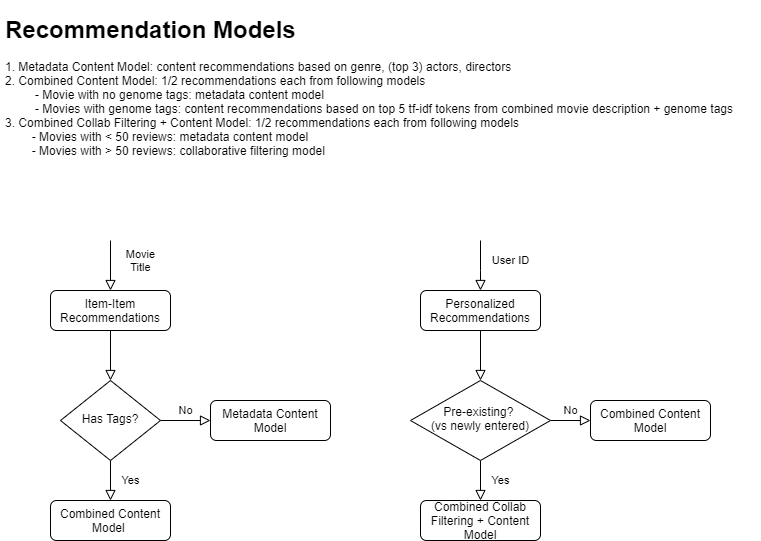 Recommendation Models
1. Metadata Content Model: content recommendations based on genre, (top 3) actors, directors
2. Combined Content Model: 1/2 recommendations each from following models
- Movie with no genome tags: metadata content model
- Movies with genome tags: content recommendations based on top 5 tf-idf tokens from combined movie description + genome tags
3. Combined Collab Filtering + Content Model: 1/2 recommendations each from following models
- Movies with < 50 reviews: metadata content model
- Movies with > 50 reviews: collaborative filtering model
Movie
Title
Item-Item
Recommendations
Has Tags?
No
Metadata Content
Model
Yes
Combined Content
Model
User ID
Personalized
Recommendations
Pre-existing?
(vs newly entered)
No
Combined Content
Model
Yes
Combined Collab
Filtering + Content
Model